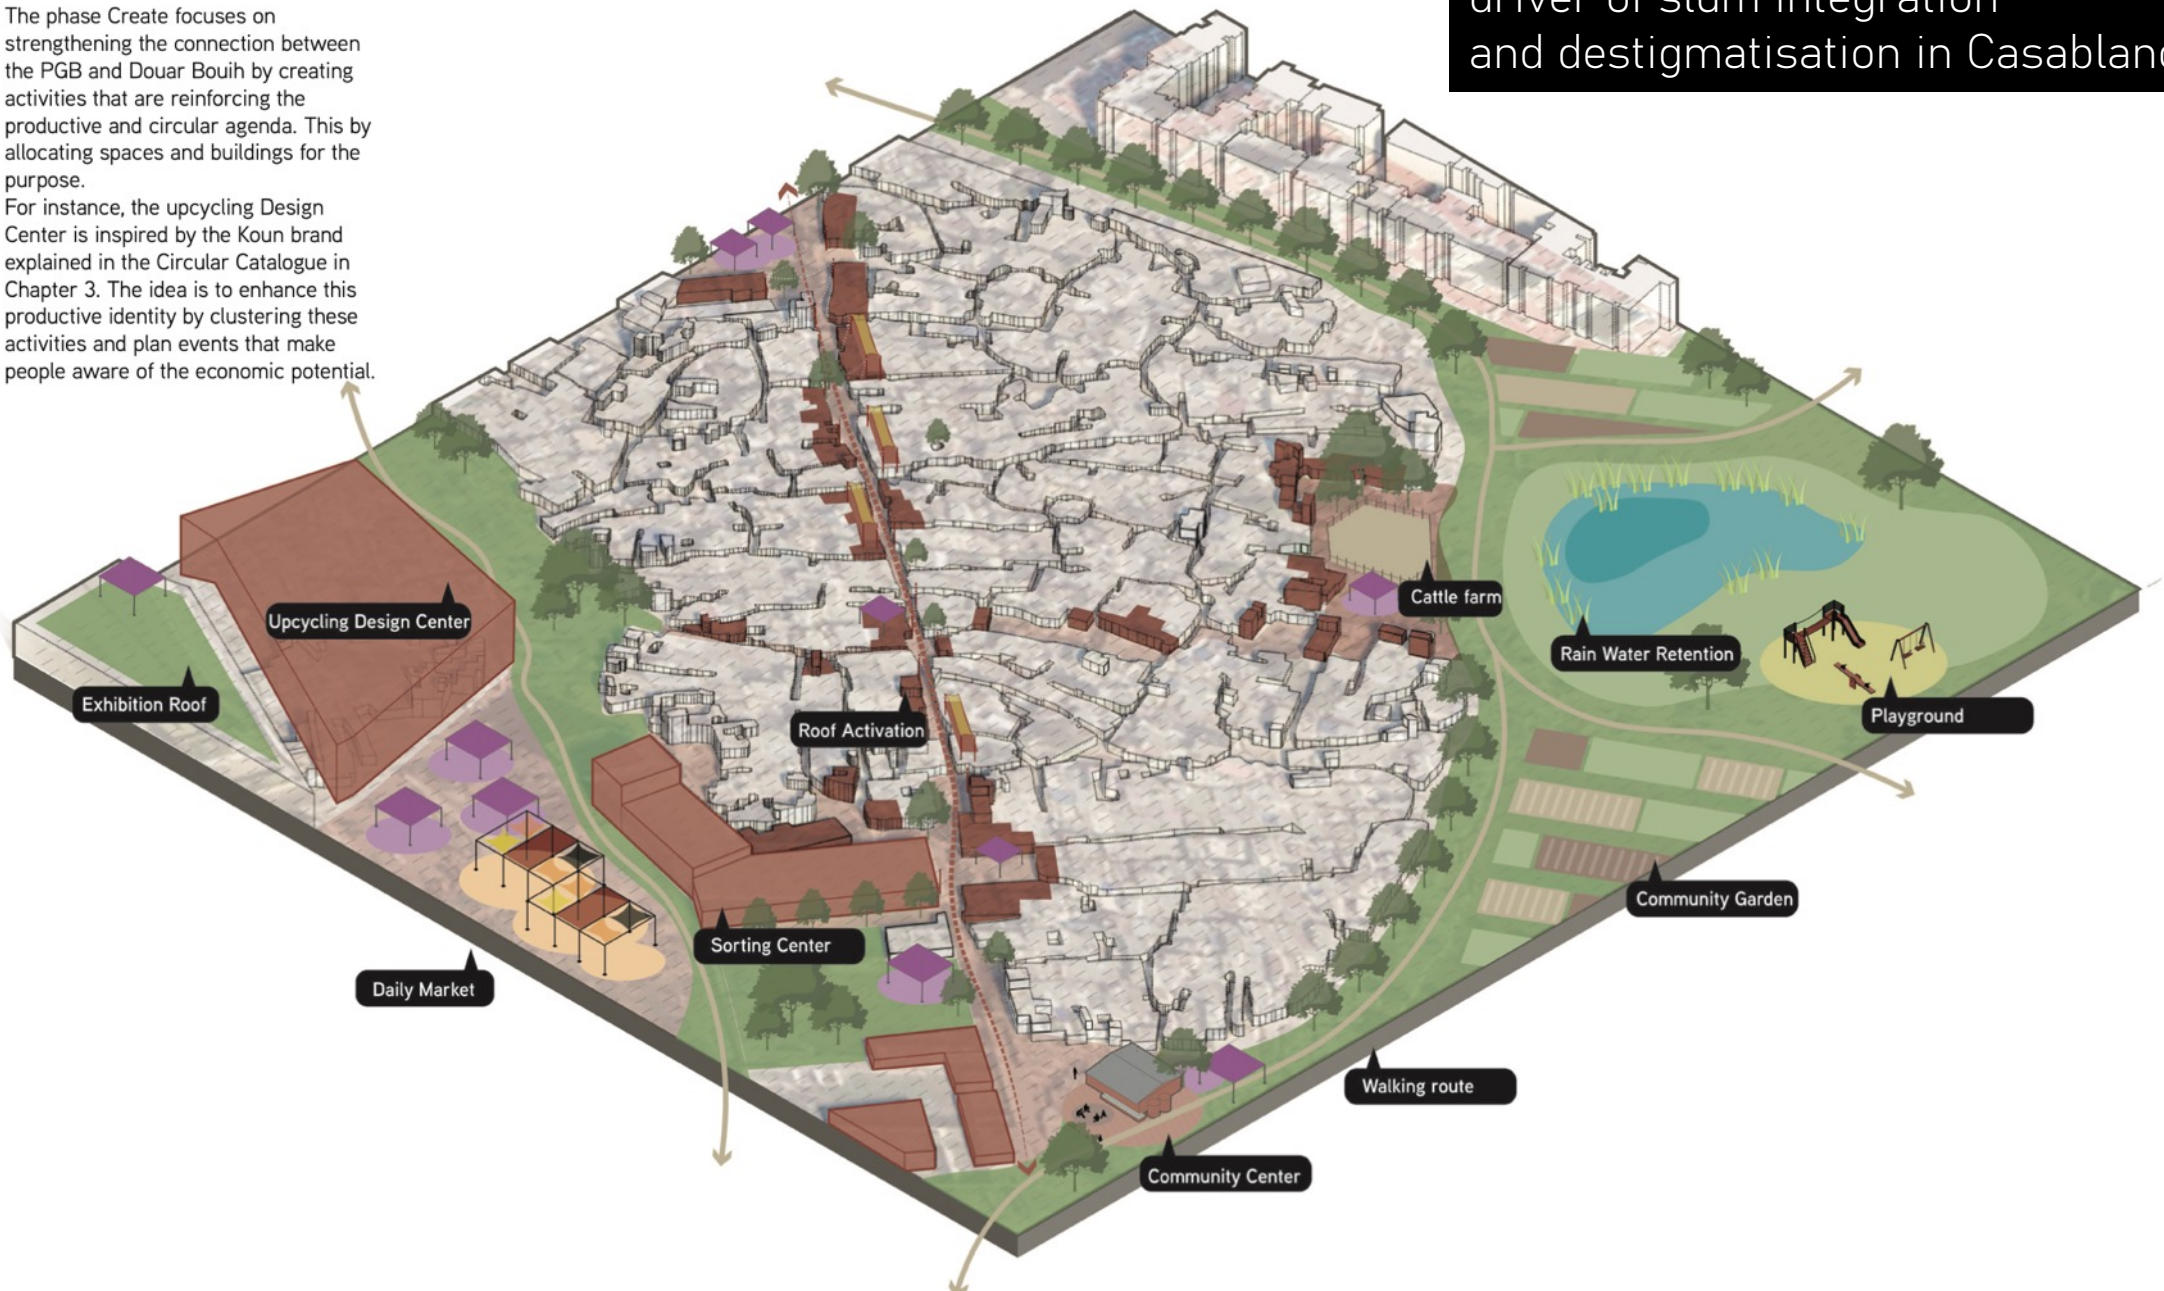 The phase Create focuses on
strengthening the connection between
the PGB and Douar Bouih by creating
activities that are reinforcing the
productive and circular agenda. This by
allocating spaces and buildings for the
purpose.
For instance, the upcycling Design
Center is inspired by the Koun brand
explained in the Circular Catalogue in
Chapter 3. The idea is to enhance this
productive identity by clustering these
activities and plan events that make
people aware of the economic potential.
driver of slum integration
and destigmatisation in Casablanc
Upcycling Design Center
Cattle farm
Exhibition Roof
Rain Water Retention
Roof Activation
Playground
Community Garden
Sorting Center
Daily Market
Walking route
Community Center